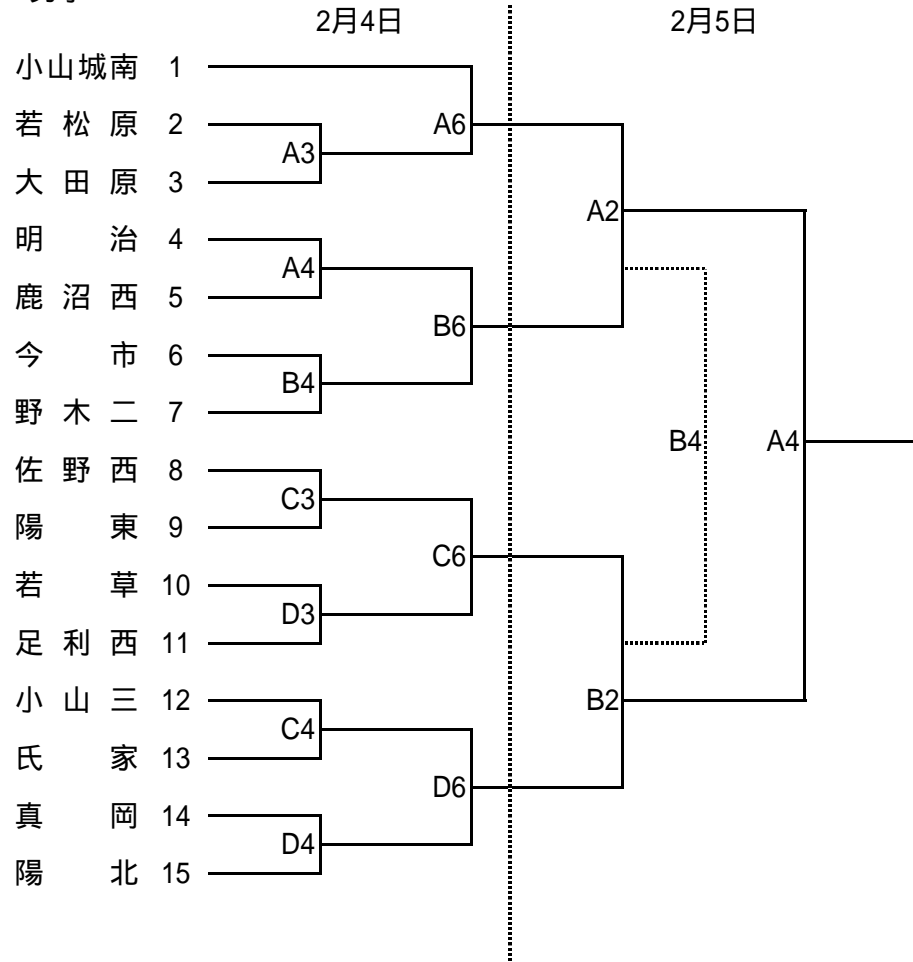 2月4日 2月5日
小山城南 1
若松原 2
A6
A3
大田原 3
A2
明治 4
A4
鹿沼西 5
B6
今市 6
B4
野木二 7
B4 A4
佐野西 8
C3
陽東 9
C6
若草 10
D3
足利西 11
小山三 12
B2
C4
氏家 13
D6
真岡 14
D4
陽北 15